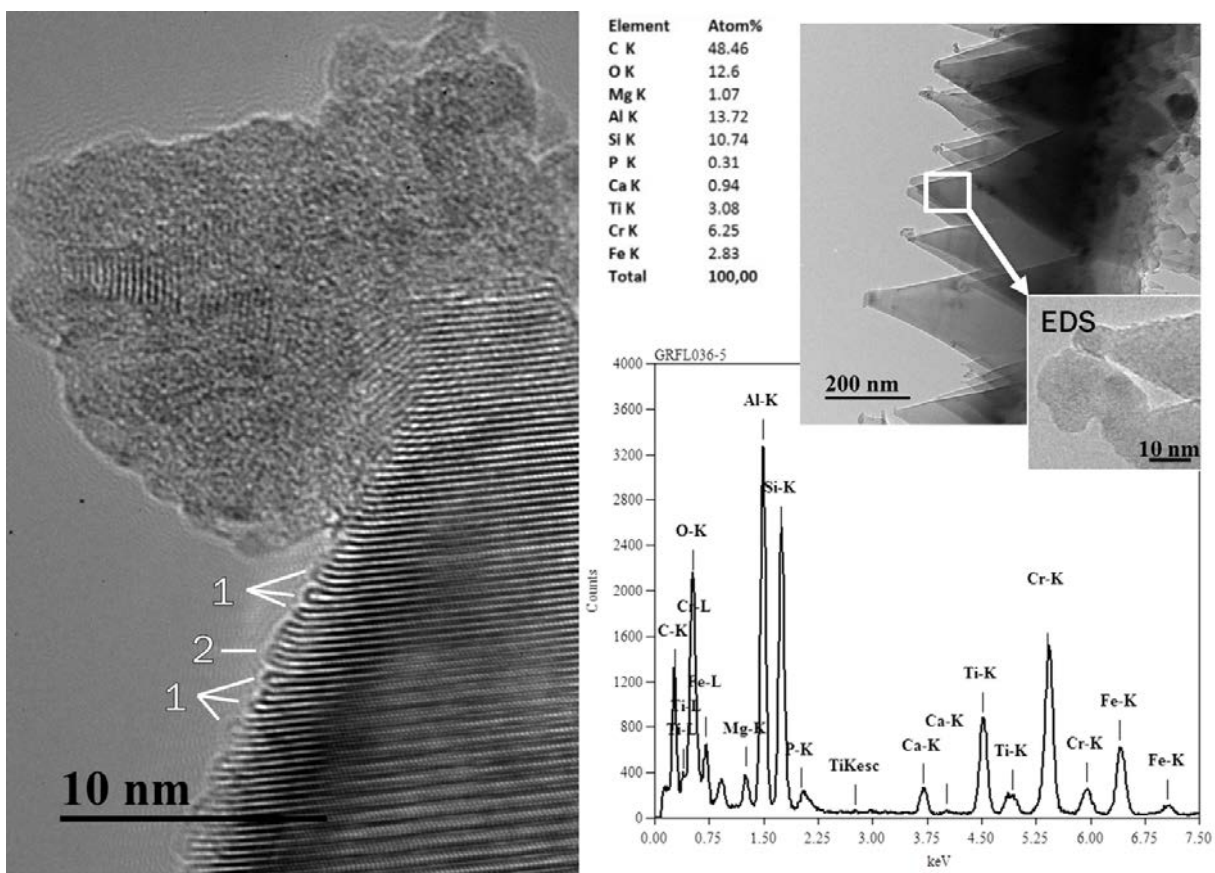 1
2
1
10 nm
Element Atom%
C K 48.46
O K 12.6
Mg K 1.07
Al K 13.72
Si K 10.74
P K 0.31
Ca K 0.94
Ti K 3.08
Cr K 6.25
Fe K 2.83
Total 100,00
200 nm
EDS
10 nm
GRFL036-5
4000
3600
3200
2800
2400
2000
1600
1200
800
400
0
Counts
C-K
Ti-L
Ti-L
O-K
Cr-L
Fe-L
Mg-K
Al-K
Si-K
P-K
TiKesc
Ca-K
Ca-K
Ti-K
Ti-K
Cr-K
Cr-K
Fe-K
Fe-K
0.00 0.75 1.50 2.25 3.00 3.75 4.50 5.25 6.00 6.75 7.50
keV